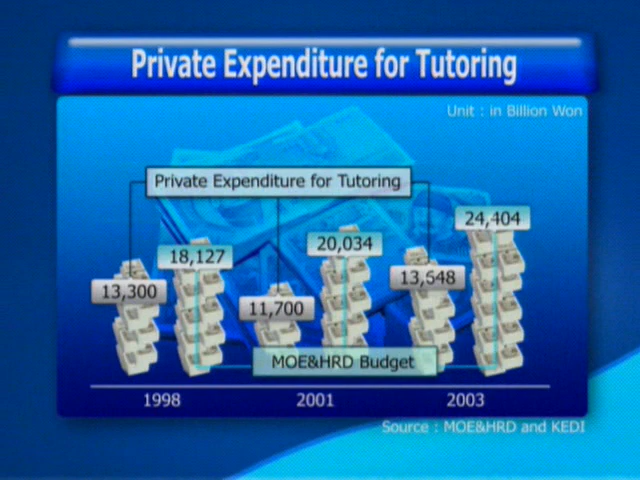 Private Expenditure for Tutoring
Unit : in Billion Won
Private Expenditure for Tutoring
13,300
18,127
11,700
20,034
13,648
24,404
MOE&HRD Budget
1998
2001
2003
Source : MOE&HRD and KEDI